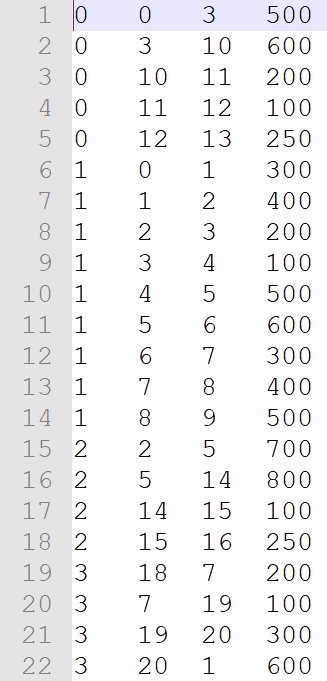 1 0 0 3 500
2 0 3 10 600
3 0 10 11 200
4 0 11 12 100
5 0 12 13 250
6 1 0 1 300
7 1 1 2 400
8 1 2 3 200
9 1 3 4 100
10 1 4 5 500
11 1 5 6 600
12 1 6 7 300
13 1 7 8 400
14 1 8 9 500
15 2 2 5 700
16 2 5 14 800
17 2 14 15 100
18 2 15 16 250
19 3 18 7 200
20 3 7 19 100
21 3 19 20 300
22 3 20 1 600